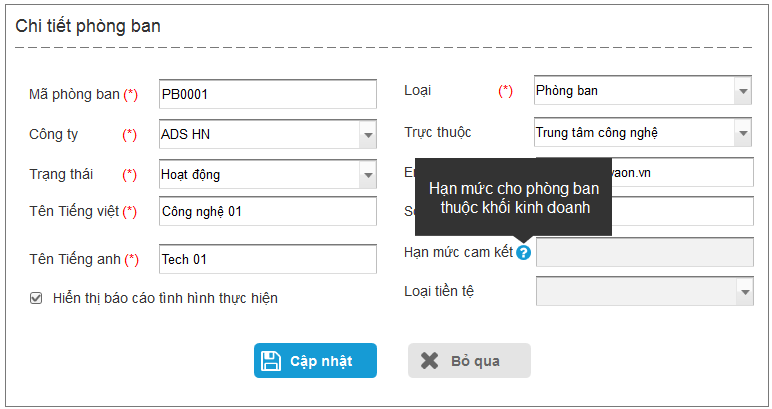 Chi tiết phòng ban
Mã phòng ban (*) PB0001
Loại (*) Phòng ban
Công ty (*) ADS HN
Trực thuộc Trung tâm công nghệ
Trạng thái (*) Hoạt động
yaon.vn
Hạn mức cho phòng ban
thuộc khối kinh doanh
Tên Tiếng việt (*) Công nghệ 01
Hạn mức cam kết ?
Tên Tiếng anh (*) Tech 01
Loại tiền tệ
Hiển thị báo cáo tình hình thực hiện
Cập nhật
Bỏ qua